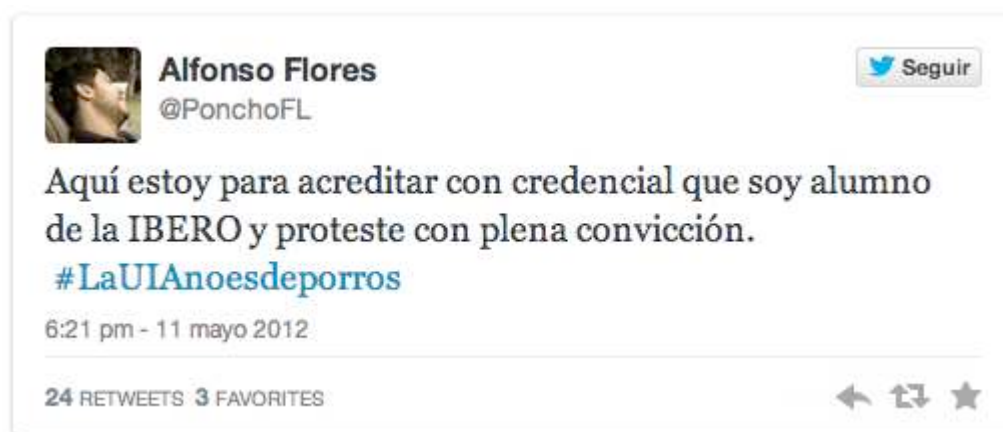 Alfonso Flores
Seguir
@PonchoFL
Aquí estoy para acreditar con credencial que soy alumno
de la IBERO y proteste con plena convicción.
#LaUIAnoesdeporros
6:21 pm - 11 mayo 2012
24 RETWEETS 3 FAVORITES